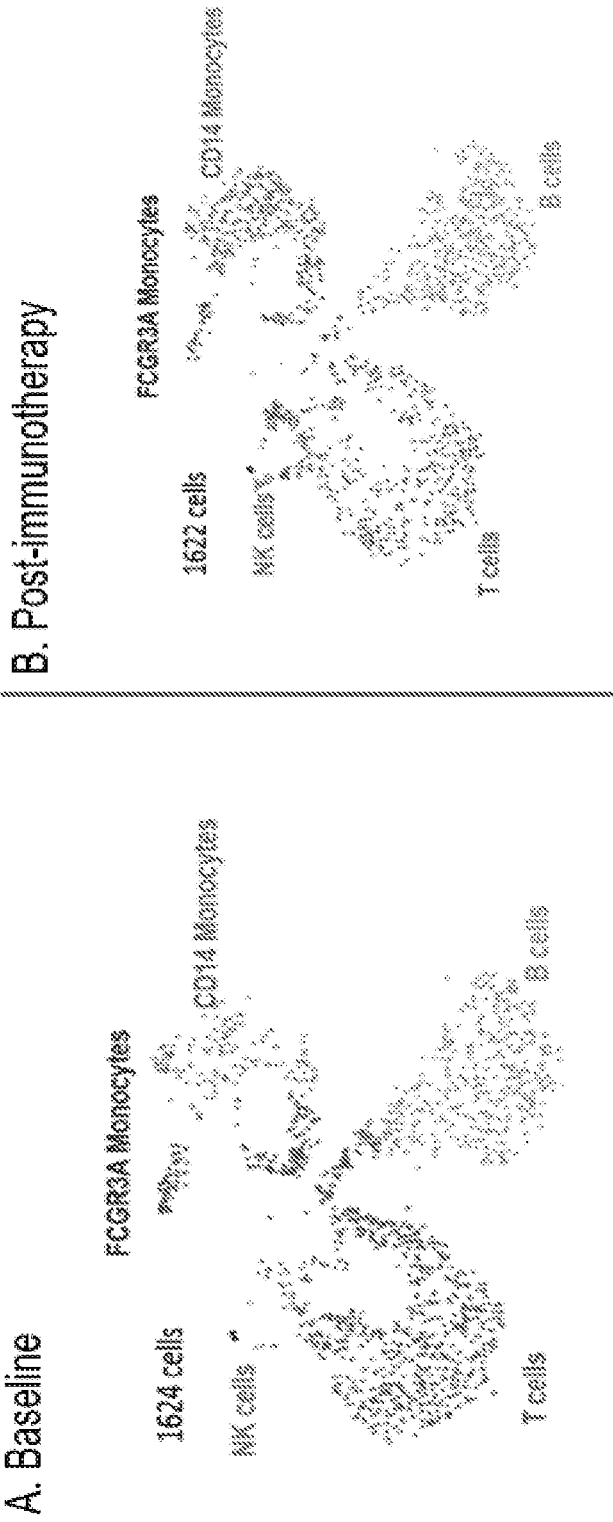 A. Baseline
FCGR3A Monocytes
1624 cells
CD14 Monocytes
NK cells
T cells
B cells
B. Post-immunotherapy
FCGR3A Monocytes
1622 cells
CD14 Monocytes
NK cells
T cells
B cells